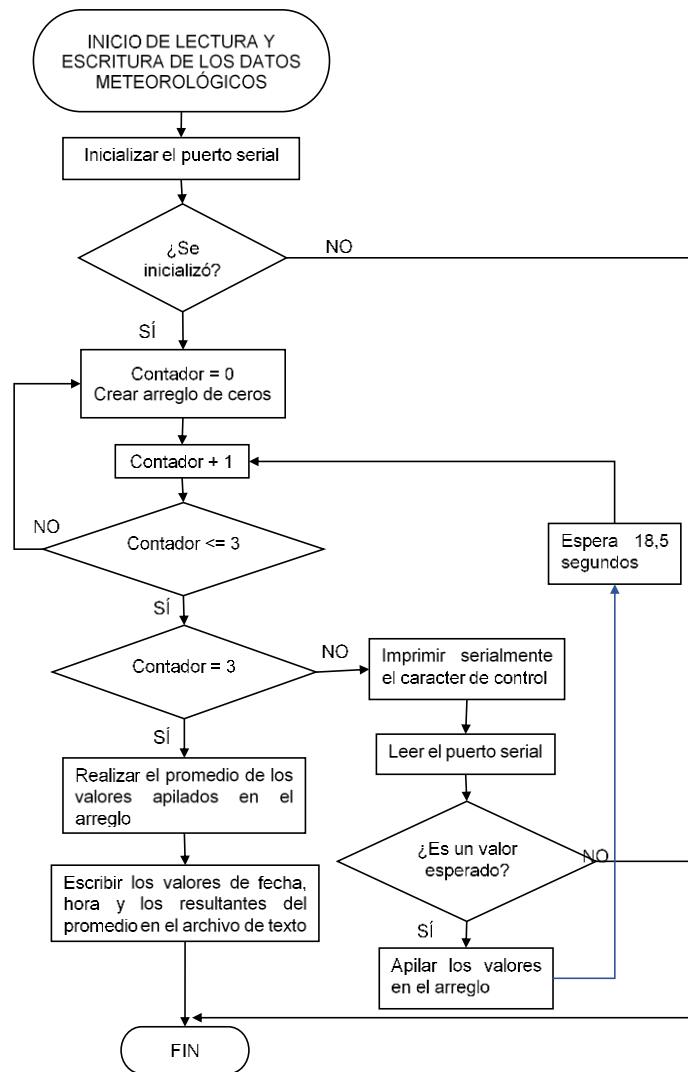 INICIO DE LECTURA Y
ESCRITURA DE LOS DATOS
METEOROLÓGICOS
Inicializar el puerto serial
¿Se
inicializó?
NO
SÍ
Contador = 0
Crear arreglo de ceros
Contador + 1
NO
Contador <= 3
Espera 18,5
segundos
SÍ
Contador = 3
NO
Imprimir serialmente
el caracter de control
SÍ
Leer el puerto serial
Realizar el promedio de los
valores apilados en el
arreglo
¿Es un valor
esperado?
NO
Escribir los valores de fecha,
hora y los resultantes del
promedio en el archivo de texto
SÍ
Apilar los valores
en el arreglo
FIN